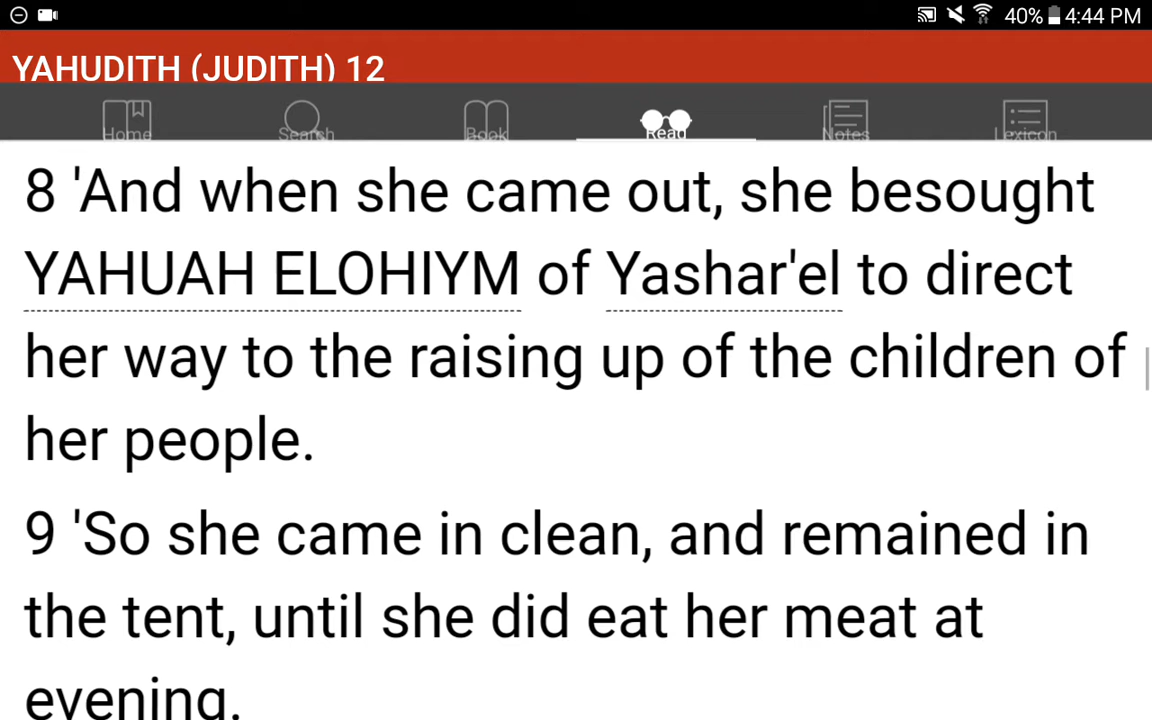 40% 4:44 PM
YAHUDITH (JUDITH) 12
Home Search Book Read Notes Lexicon
8 'And when she came out, she besought
YAHUAH ELOHIYM of Yashar'el to direct
her way to the raising up of the children of
her people.
9 'So she came in clean, and remained in
the tent, until she did eat her meat at
evening.